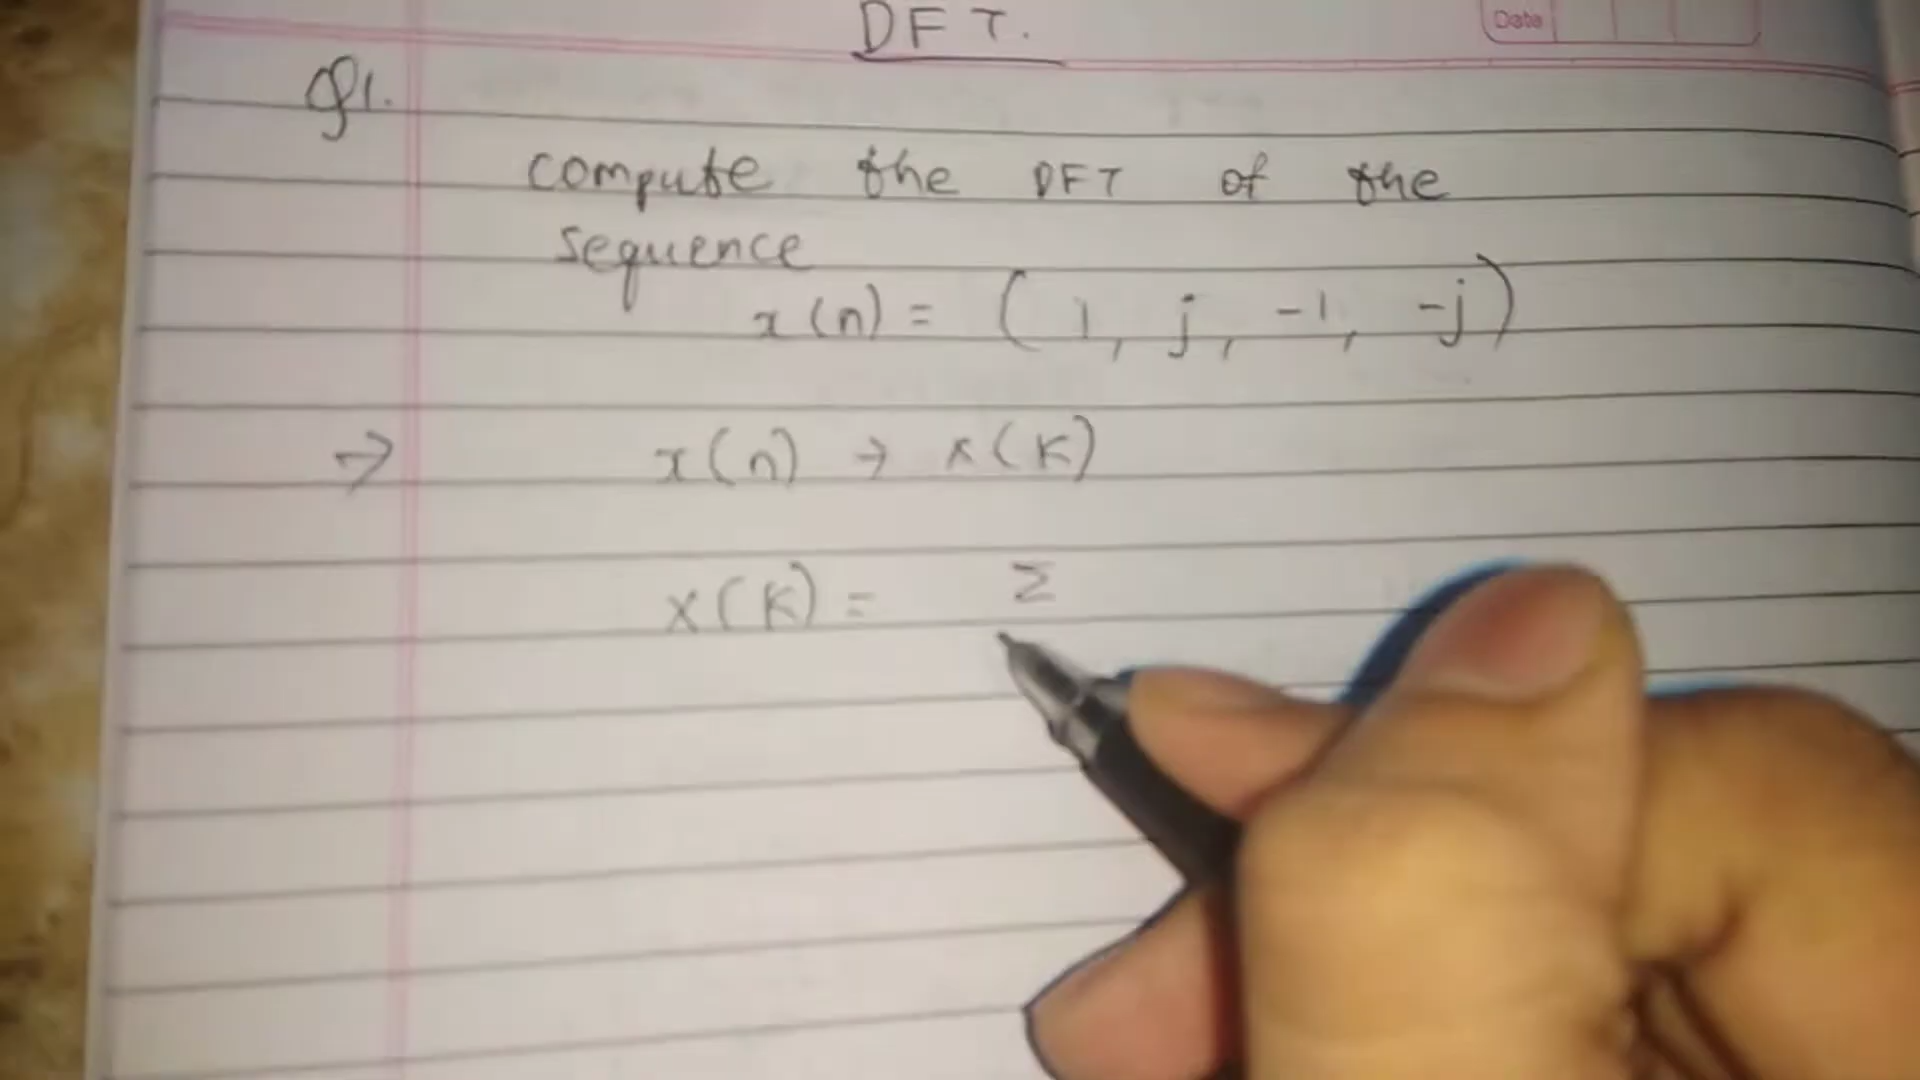 DFT.
Date
Q1.
compute the DFT of the
sequence
x(n) = (1, j, -1, -j)
→ x(n) → x(k)
x(k) = Σ